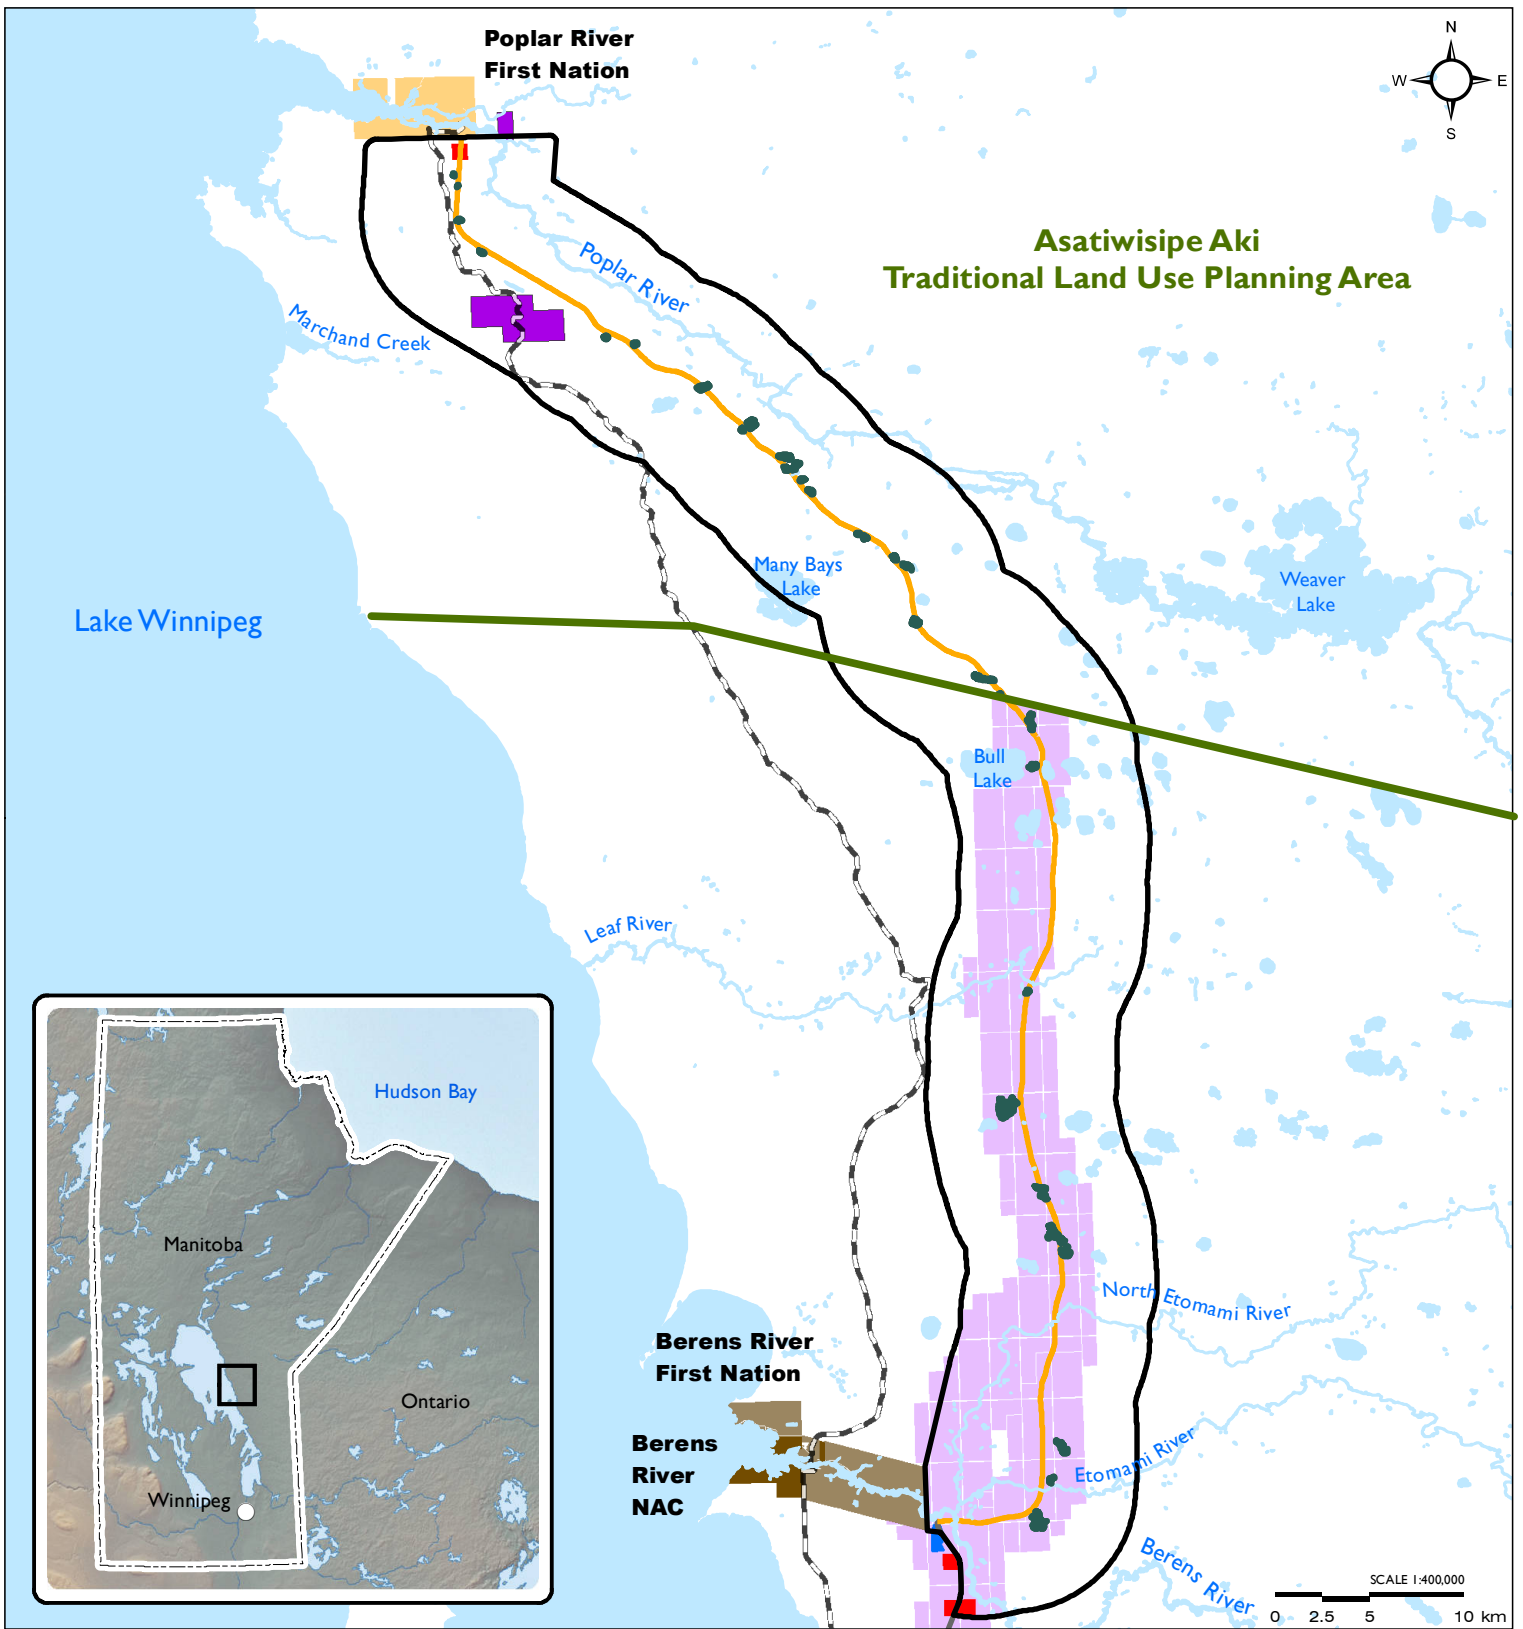 Poplar River
First Nation
N
W
E
S
Asatiwisipe Aki
Traditional Land Use Planning Area
Poplar River
Marchand Creek
Many Bays
Lake
Weaver
Lake
Lake Winnipeg
Bull
Lake
Leaf River
Hudson Bay
Manitoba
North Etomami River
Berens River
First Nation
Ontario
Berens
River
NAC
Etomami River
Winnipeg
Berens River
SCALE 1:400,000
0 2.5 5 10 km